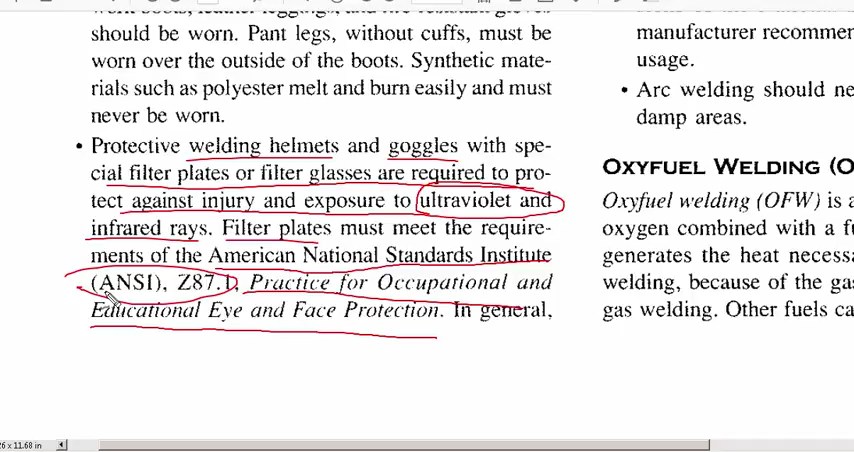 should be worn. Pant legs, without cuffs, must be
worn over the outside of the boots. Synthetic mate-
rials such as polyester melt and burn easily and must
never be worn.
• Protective welding helmets and goggles with spe-
cial filter plates or filter glasses are required to pro-
tect against injury and exposure to ultraviolet and
infrared rays. Filter plates must meet the require-
ments of the American National Standards Institute
(ANSI), Z87.1, Practice for Occupational and
Educational Eye and Face Protection. In general,
manufacturer recommen
usage.
• Arc welding should ne
damp areas.
OXYFUEL WELDING (O
Oxyfuel welding (OFW) is a
oxygen combined with a fu
generates the heat necessa
welding, because of the gas
gas welding. Other fuels ca
26 x 11.68 in